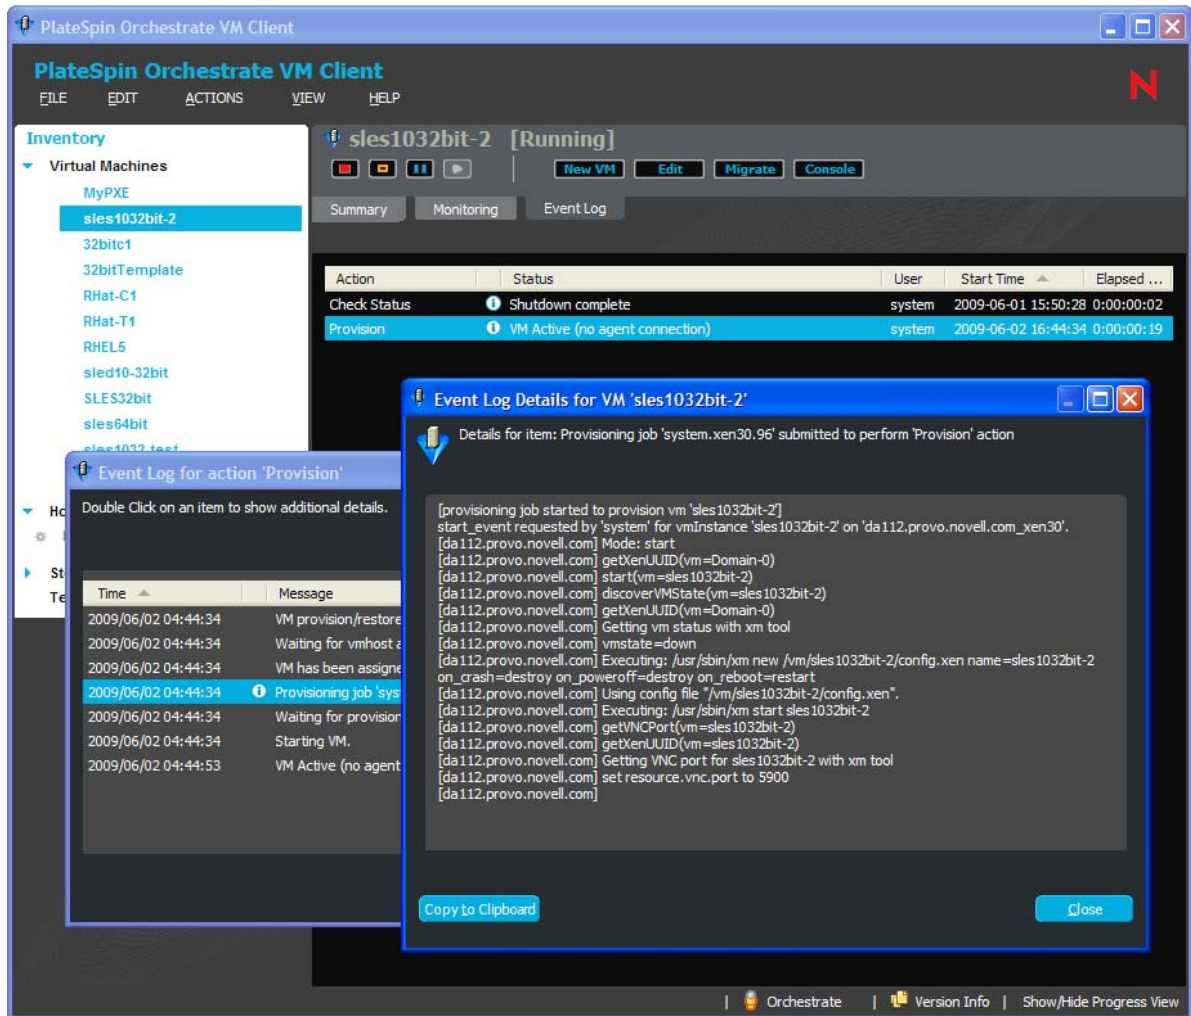 PlateSpin Orchestrate VM Client
PlateSpin Orchestrate VM Client
FILE EDIT ACTIONS VIEW HELP
N
Inventory
Virtual Machines
MyPXE
sles1032bit-2
32bitc1
32bitTemplate
RHat-C1
RHat-T1
RHEL5
sled10-32bit
SLES32bit
sles64bit
sles1032-test
Ho
St
Te
sles1032bit-2 [Running]
New VM Edit Migrate Console
Summary Monitoring Event Log
Action Status User Start Time Elapsed ...
Check Status Shutdown complete system 2009-06-01 15:50:28 0:00:00:02
Provision VM Active (no agent connection) system 2009-06-02 16:44:34 0:00:00:19
Event Log for action 'Provision'
Double Click on an item to show additional details.
Time Message
2009/06/02 04:44:34 VM provision/restore
2009/06/02 04:44:34 Waiting for vmhost a
2009/06/02 04:44:34 VM has been assigne
2009/06/02 04:44:34 Provisioning job 'sys
2009/06/02 04:44:34 Waiting for provision
2009/06/02 04:44:34 Starting VM.
2009/06/02 04:44:53 VM Active (no agent
Event Log Details for VM 'sles1032bit-2'
Details for item: Provisioning job 'system.xen30.96' submitted to perform 'Provision' action
[provisioning job started to provision vm 'sles1032bit-2']
start_event requested by 'system' for vmInstance 'sles1032bit-2' on 'da112.provo.novell.com_xen30'.
[da112.provo.novell.com] Mode: start
[da112.provo.novell.com] getXenUUID(vm=Domain-0)
[da112.provo.novell.com] start(vm=sles1032bit-2)
[da112.provo.novell.com] discoverVMState(vm=sles1032bit-2)
[da112.provo.novell.com] getXenUUID(vm=Domain-0)
[da112.provo.novell.com] Getting vm status with xm tool
[da112.provo.novell.com] vmstate=down
[da112.provo.novell.com] Executing: /usr/sbin/xm new /vm/sles1032bit-2/config.xen name=sles1032bit-2
on_crash=destroy on_poweroff=destroy on_reboot=restart
[da112.provo.novell.com] Using config file "/vm/sles1032bit-2/config.xen".
[da112.provo.novell.com] Executing: /usr/sbin/xm start sles1032bit-2
[da112.provo.novell.com] getVNCPort(vm=sles1032bit-2)
[da112.provo.novell.com] getXenUUID(vm=sles1032bit-2)
[da112.provo.novell.com] Getting VNC port for sles1032bit-2 with xm tool
[da112.provo.novell.com] set resource.vnc.port to 5900
[da112.provo.novell.com]
Copy to Clipboard Close
| Orchestrate | Version Info | Show/Hide Progress View